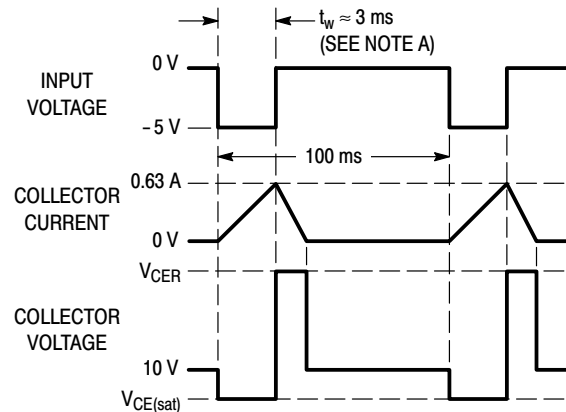 t_w ≈ 3 ms
(SEE NOTE A)
0 V
INPUT
VOLTAGE
-5 V
100 ms
0.63 A
COLLECTOR
CURRENT
0 V
V_CER
COLLECTOR
VOLTAGE
10 V
V_CE(sat)